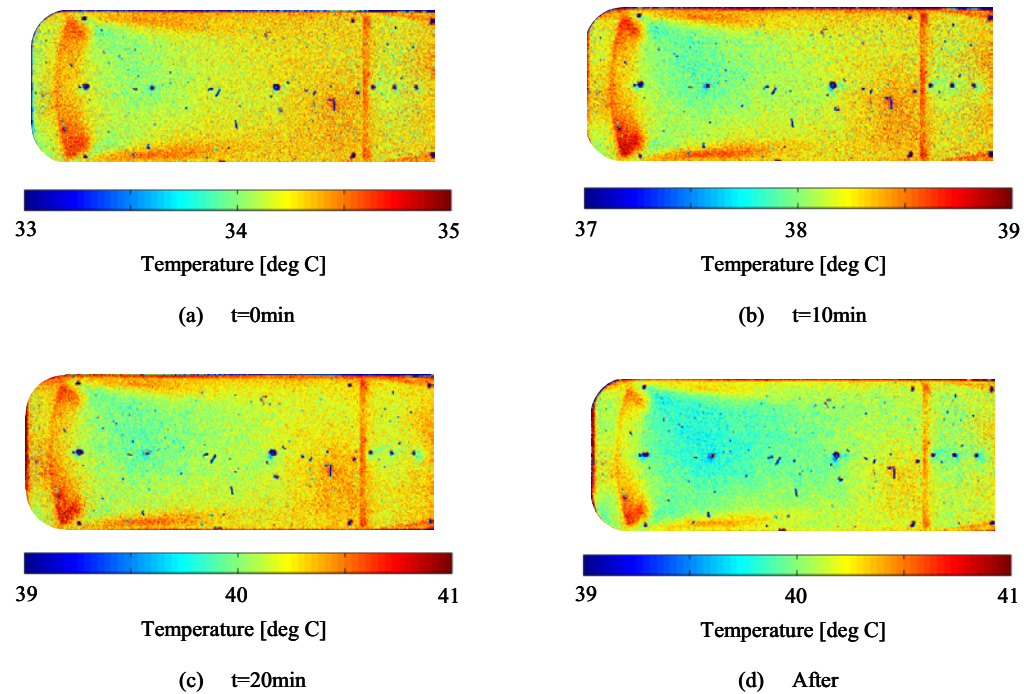 33 34 35
Temperature [deg C]
(a) t=0min
37 38 39
Temperature [deg C]
(b) t=10min
39 40 41
Temperature [deg C]
(c) t=20min
39 40 41
Temperature [deg C]
(d) After